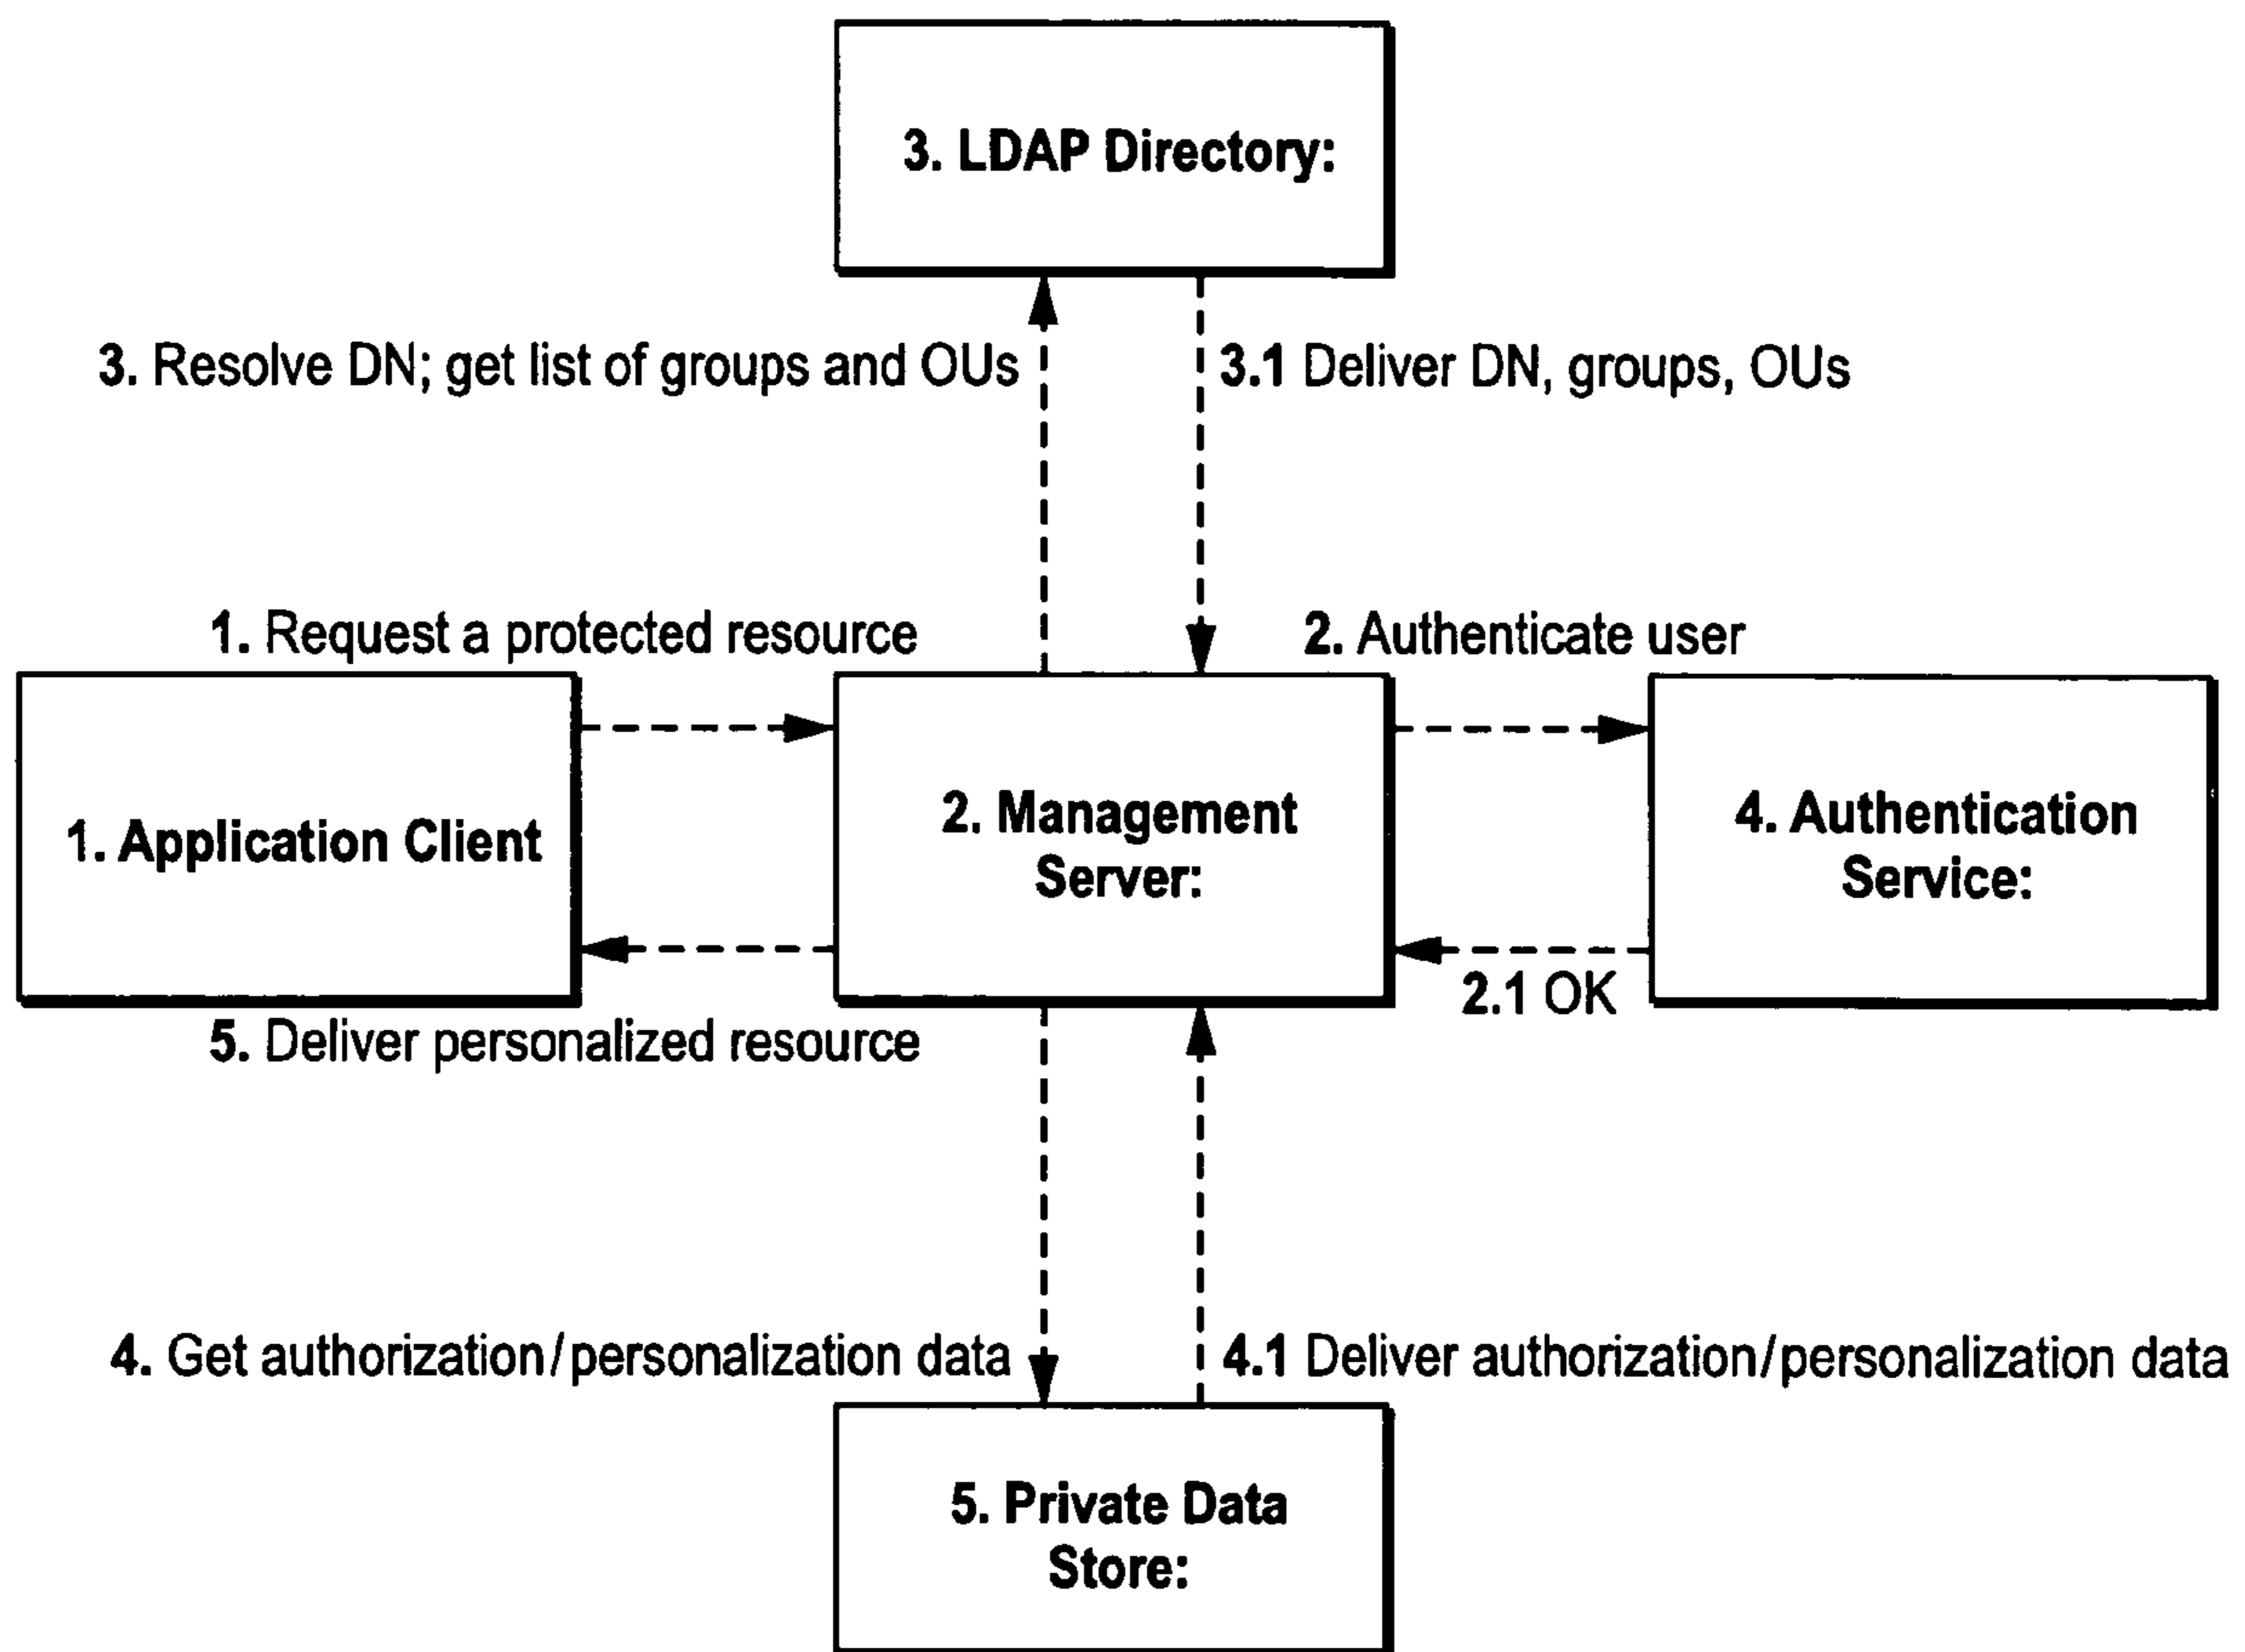 3. LDAP Directory:
3. Resolve DN; get list of groups and OUs
3.1 Deliver DN, groups, OUs
1. Request a protected resource
2. Authenticate user
1. Application Client
2. Management
Server:
4. Authentication
Service:
2.1 OK
5. Deliver personalized resource
4. Get authorization/personalization data
4.1 Deliver authorization/personalization data
5. Private Data
Store: